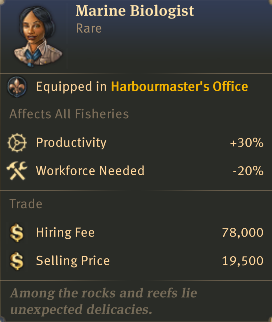 Marine Biologist
Rare
Equipped in Harbourmaster's Office
Affects All Fisheries
Productivity +30%
Workforce Needed -20%
Trade
Hiring Fee 78,000
Selling Price 19,500
Among the rocks and reefs lie
unexpected delicacies.